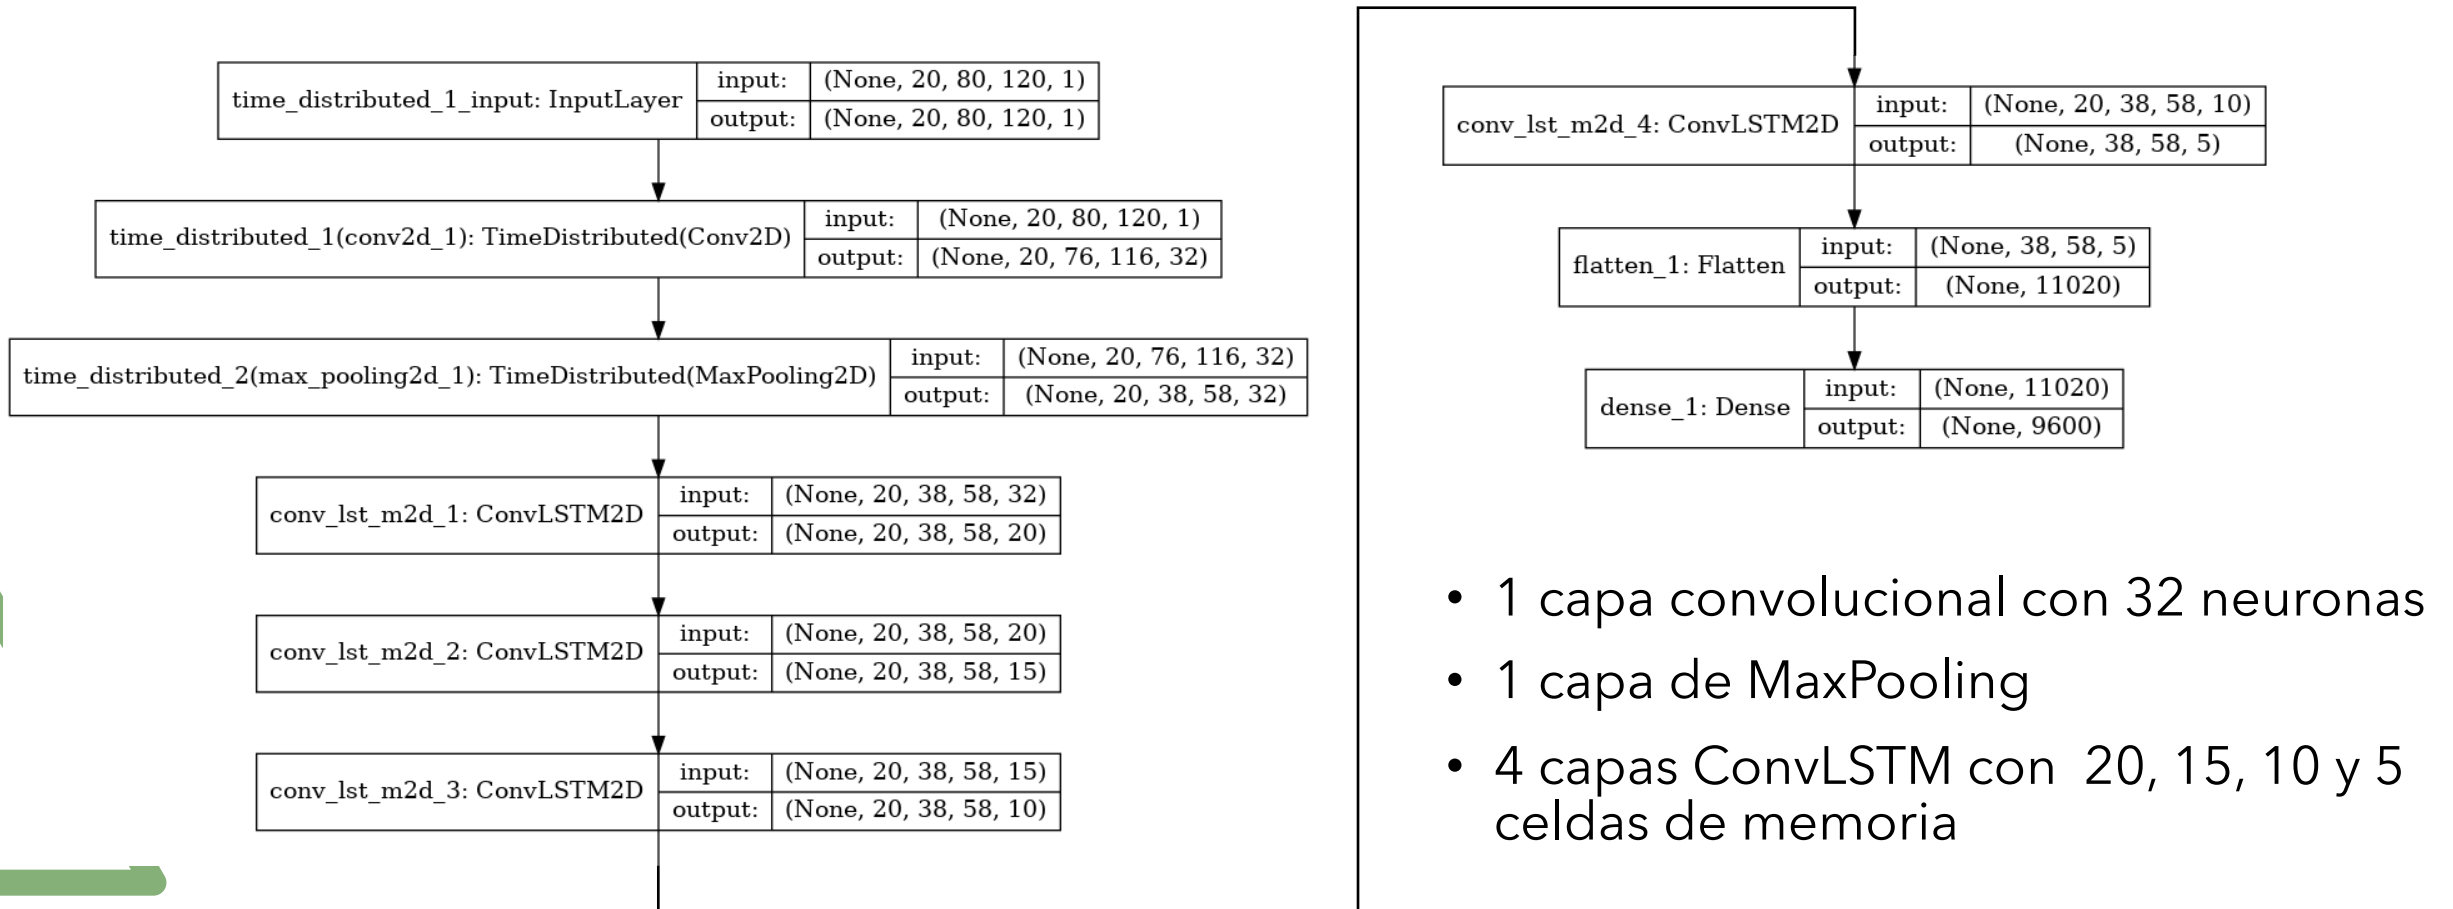 time_distributed_1_input: InputLayer
input: (None, 20, 80, 120, 1)
output: (None, 20, 80, 120, 1)
time_distributed_1(conv2d_1): TimeDistributed(Conv2D)
input: (None, 20, 80, 120, 1)
output: (None, 20, 76, 116, 32)
time_distributed_2(max_pooling2d_1): TimeDistributed(MaxPooling2D)
input: (None, 20, 76, 116, 32)
output: (None, 20, 38, 58, 32)
conv_lst_m2d_1: ConvLSTM2D
input: (None, 20, 38, 58, 32)
output: (None, 20, 38, 58, 20)
conv_lst_m2d_2: ConvLSTM2D
input: (None, 20, 38, 58, 20)
output: (None, 20, 38, 58, 15)
conv_lst_m2d_3: ConvLSTM2D
input: (None, 20, 38, 58, 15)
output: (None, 20, 38, 58, 10)
conv_lst_m2d_4: ConvLSTM2D
input: (None, 20, 38, 58, 10)
output: (None, 38, 58, 5)
flatten_1: Flatten
input: (None, 38, 58, 5)
output: (None, 11020)
dense_1: Dense
input: (None, 11020)
output: (None, 9600)
• 1 capa convolucional con 32 neuronas
• 1 capa de MaxPooling
• 4 capas ConvLSTM con 20, 15, 10 y 5
celdas de memoria